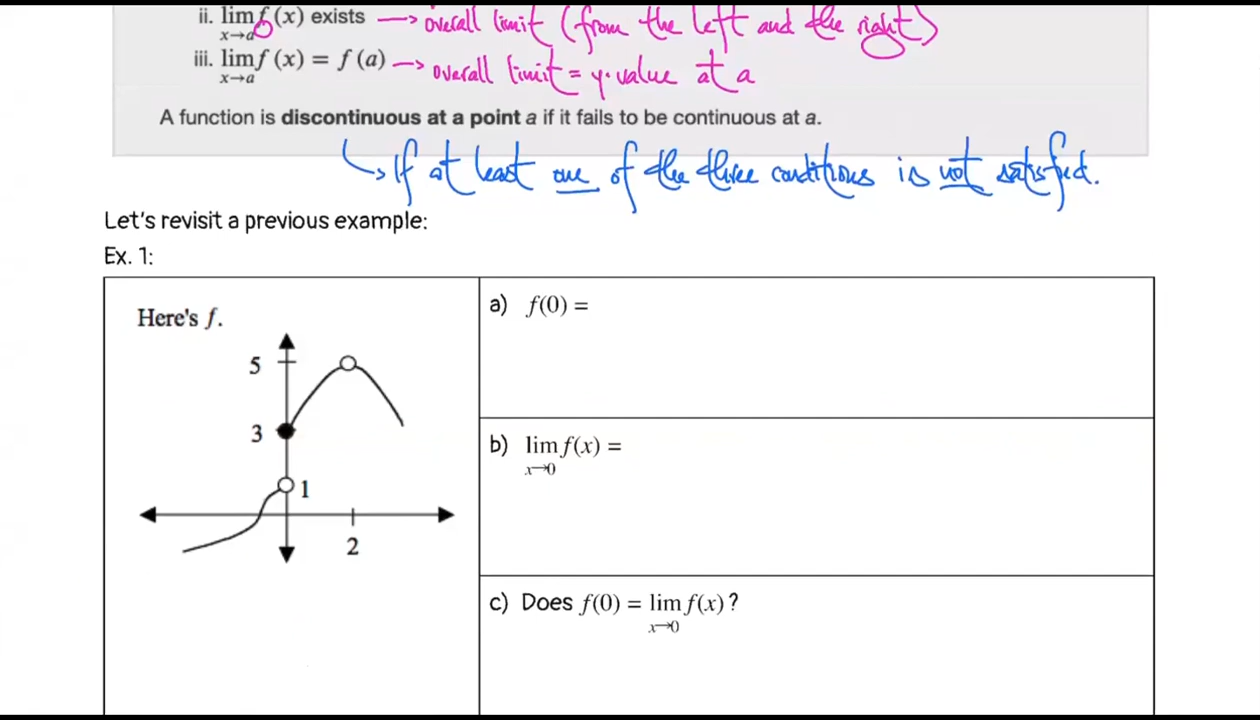 ii. lim f(x) exists → overall limit (from the left and the right)
x→a
iii. lim f(x) = f(a) → overall limit = y-value at a
x→a
A function is discontinuous at a point a if it fails to be continuous at a.
↳ If at least one of the three conditions is not satisfied.
Let's revisit a previous example:
Ex. 1:
Here's f.
5
3
1
2
a) f(0) =
b) lim f(x) =
x→0
c) Does f(0) = lim f(x)?
x→0